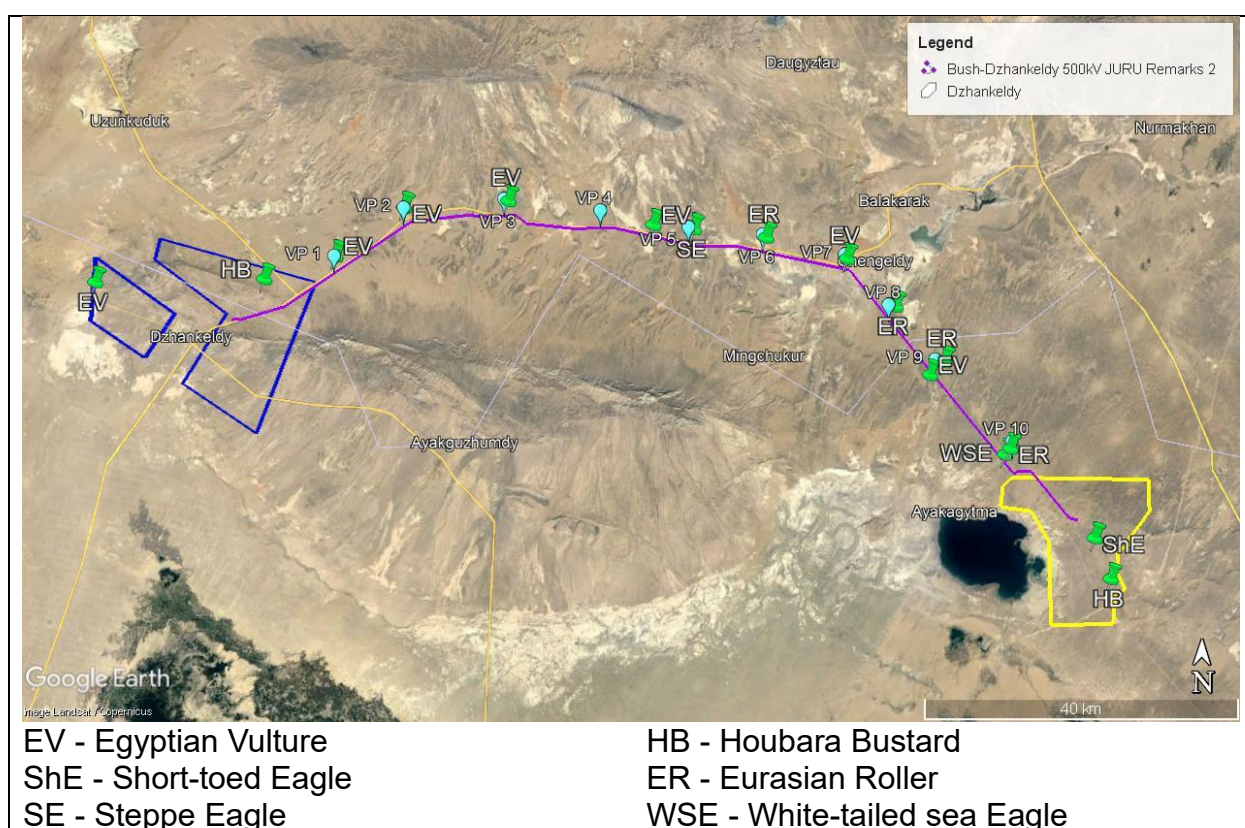 Legend
Bush-Dzhankeldy 500kV JURU Remarks 2
Dzhankeldy
Daugyztau
Uzunkuduk
Nurmakhan
EV
VP 4
Balakarak
VP 2
EV
VP 3
EV
ER
VP 5
SE
VP 6
EV
VP7
hengeldy
VP 1
EV
HB
EV
VP 8
ER
Dzhankeldy
ER
Mingchukur
VP 9
EV
VP 10
Ayakguzhumdy
WSE
ER
Ayakagytma
ShE
HB
Google Earth
N
Image Landsat / Copernicus
40 km
EV - Egyptian Vulture
HB - Houbara Bustard
ShE - Short-toed Eagle
ER - Eurasian Roller
SE - Steppe Eagle
WSE - White-tailed sea Eagle